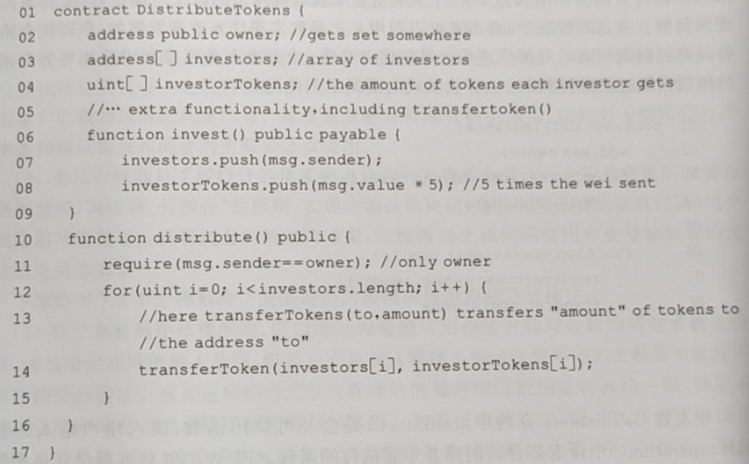 01 contract DistributeTokens {
02 address public owner; //gets set somewhere
03 address[ ] investors; //array of investors
04 uint[ ] investorTokens; //the amount of tokens each investor gets
05 //… extra functionality.including transfertoken()
06 function invest() public payable {
07 investors.push(msg.sender);
08 investorTokens.push(msg.value * 5); //5 times the wei sent
09 }
10 function distribute() public {
11 require(msg.sender==owner); //only owner
12 for(uint i=0; i<investors.length; i++) {
13 //here transferTokens(to.amount) transfers "amount" of tokens to
//the address "to"
14 transferToken(investors[i], investorTokens[i]);
15 }
16 }
17 }